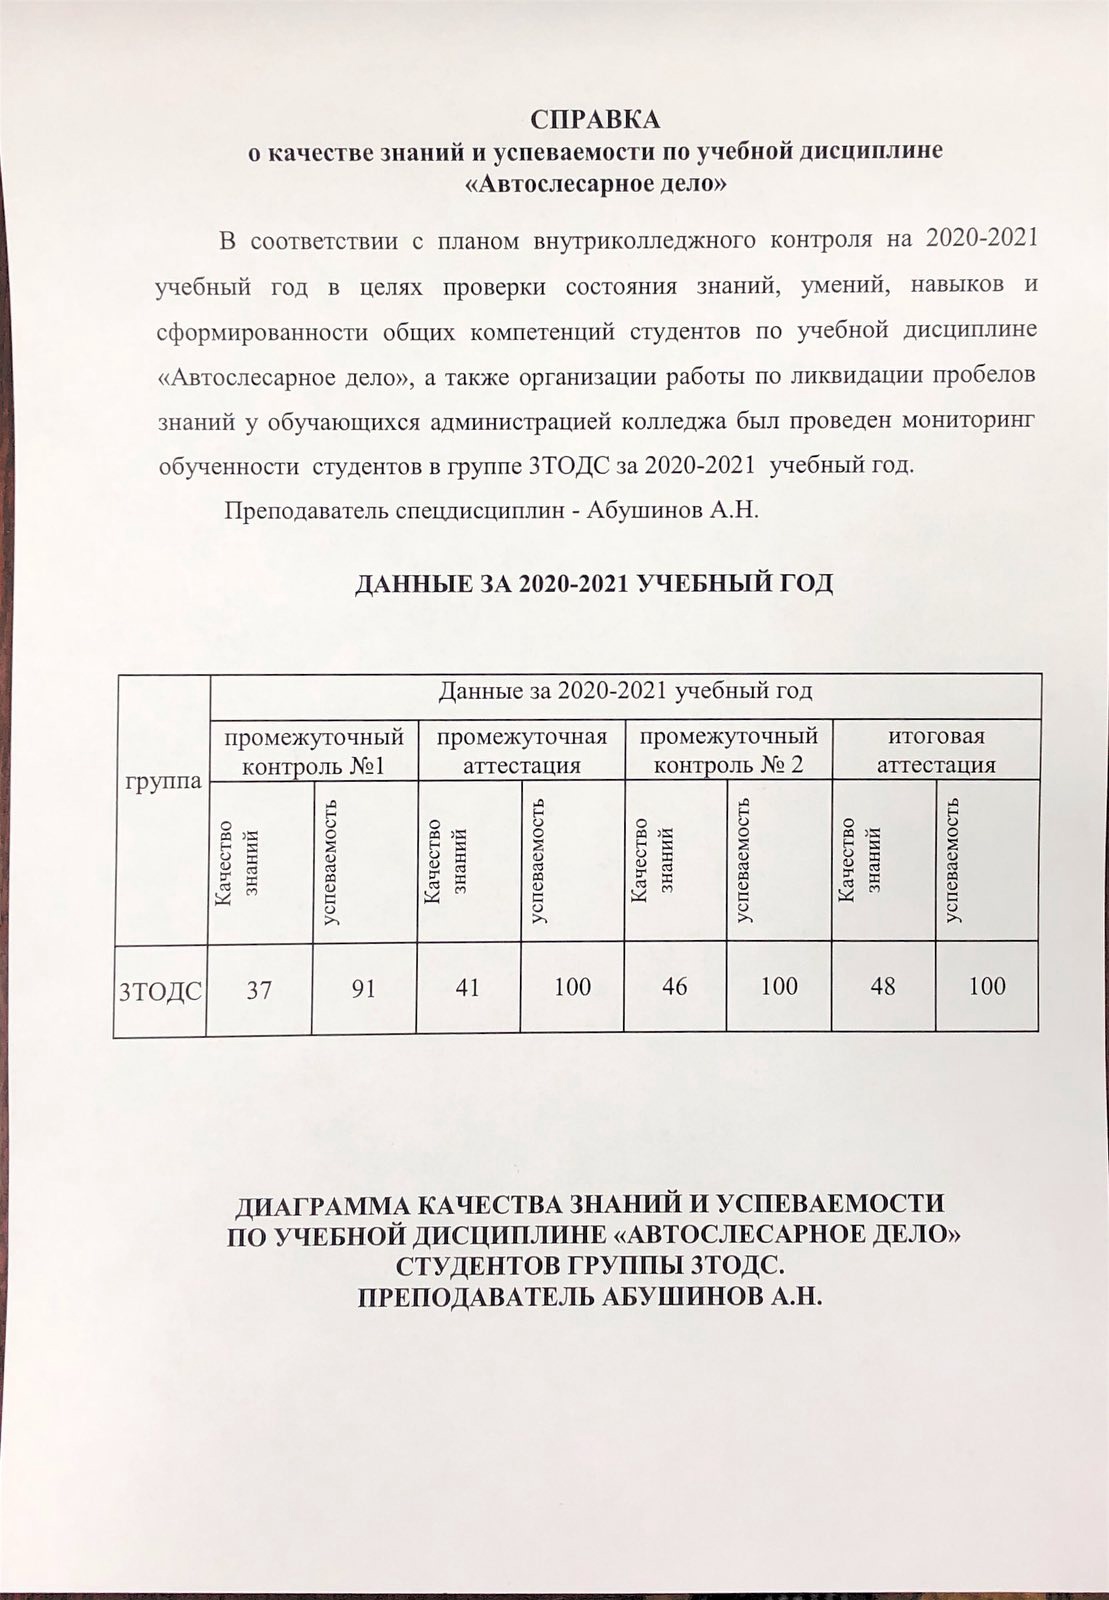 СПРАВКА
о качестве знаний и успеваемости по учебной дисциплине
«Автослесарное дело»
В соответствии с планом внутриколледжного контроля на 2020-2021
учебный год в целях проверки состояния знаний, умений, навыков и
сформированности общих компетенций студентов по учебной дисциплине
«Автослесарное дело», а также организации работы по ликвидации пробелов
знаний у обучающихся администрацией колледжа был проведен мониторинг
обученности студентов в группе 3ТОДС за 2020-2021 учебный год.
Преподаватель спецдисциплин - Абушинов А.Н.
ДАННЫЕ ЗА 2020-2021 УЧЕБНЫЙ ГОД
группа
Данные за 2020-2021 учебный год
промежуточный
контроль №1
промежуточная
аттестация
промежуточный
контроль № 2
итоговая
аттестация
Качество
знаний
успеваемость
Качество
знаний
успеваемость
Качество
знаний
успеваемость
Качество
знаний
успеваемость
3ТОДС 37 91 41 100 46 100 48 100
ДИАГРАММА КАЧЕСТВА ЗНАНИЙ И УСПЕВАЕМОСТИ
ПО УЧЕБНОЙ ДИСЦИПЛИНЕ «АВТОСЛЕСАРНОЕ ДЕЛО»
СТУДЕНТОВ ГРУППЫ 3ТОДС.
ПРЕПОДАВАТЕЛЬ АБУШИНОВ А.Н.